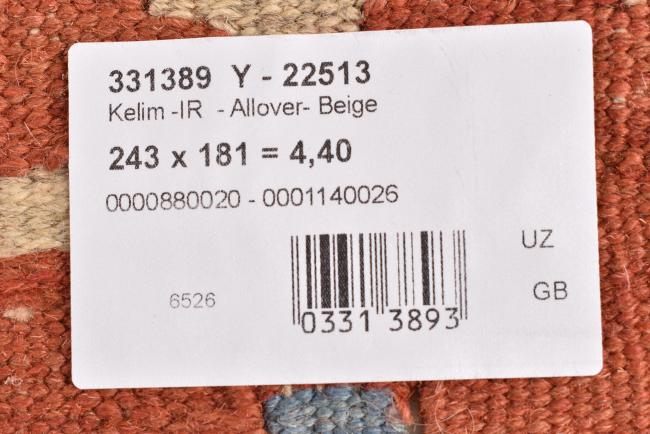 331389 Y - 22513
Kelim -IR - Allover- Beige
243 x 181 = 4,40
0000880020 - 0001140026
UZ
6526
GB
0331 3893